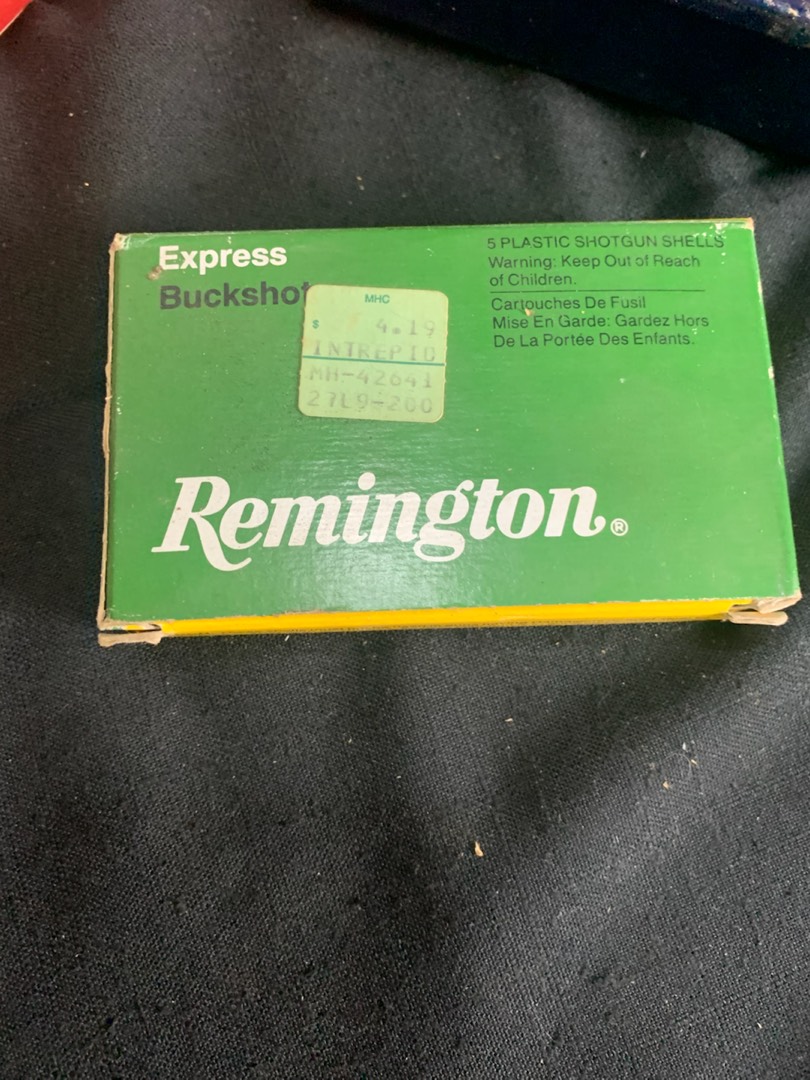 Express
Buckshot
5 PLASTIC SHOTGUN SHELLS
Warning: Keep Out of Reach
of Children.
Cartouches De Fusil
Mise En Garde: Gardez Hors
De La Portée Des Enfants.
MHC
$ 4.19
INTREPID
MH-42641
27L9-200
Remington®